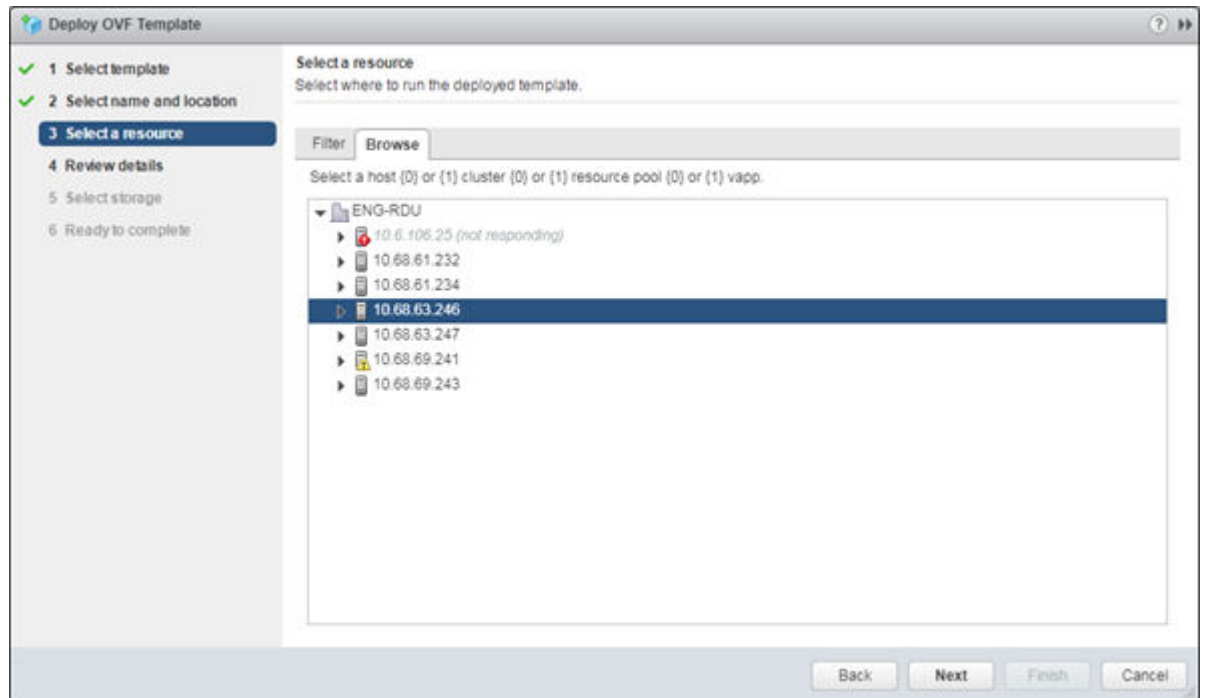 Deploy OVF Template
1 Select template
2 Select name and location
3 Select a resource
4 Review details
5 Select storage
6 Ready to complete
Select a resource
Select where to run the deployed template.
Filter
Browse
Select a host {0} or {1} cluster {0} or {1} resource pool {0} or {1} vapp.
ENG-RDU
10.6.106.25 (not responding)
10.68.61.232
10.68.61.234
10.68.63.246
10.68.63.247
10.68.69.241
10.68.69.243
Back
Next
Finish
Cancel